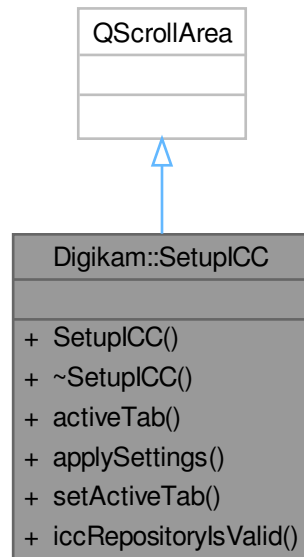 QScrollArea
Digikam::SetupICC
+ SetupICC()
+ ~SetupICC()
+ activeTab()
+ applySettings()
+ setActiveTab()
+ iccRepositoryIsValid()